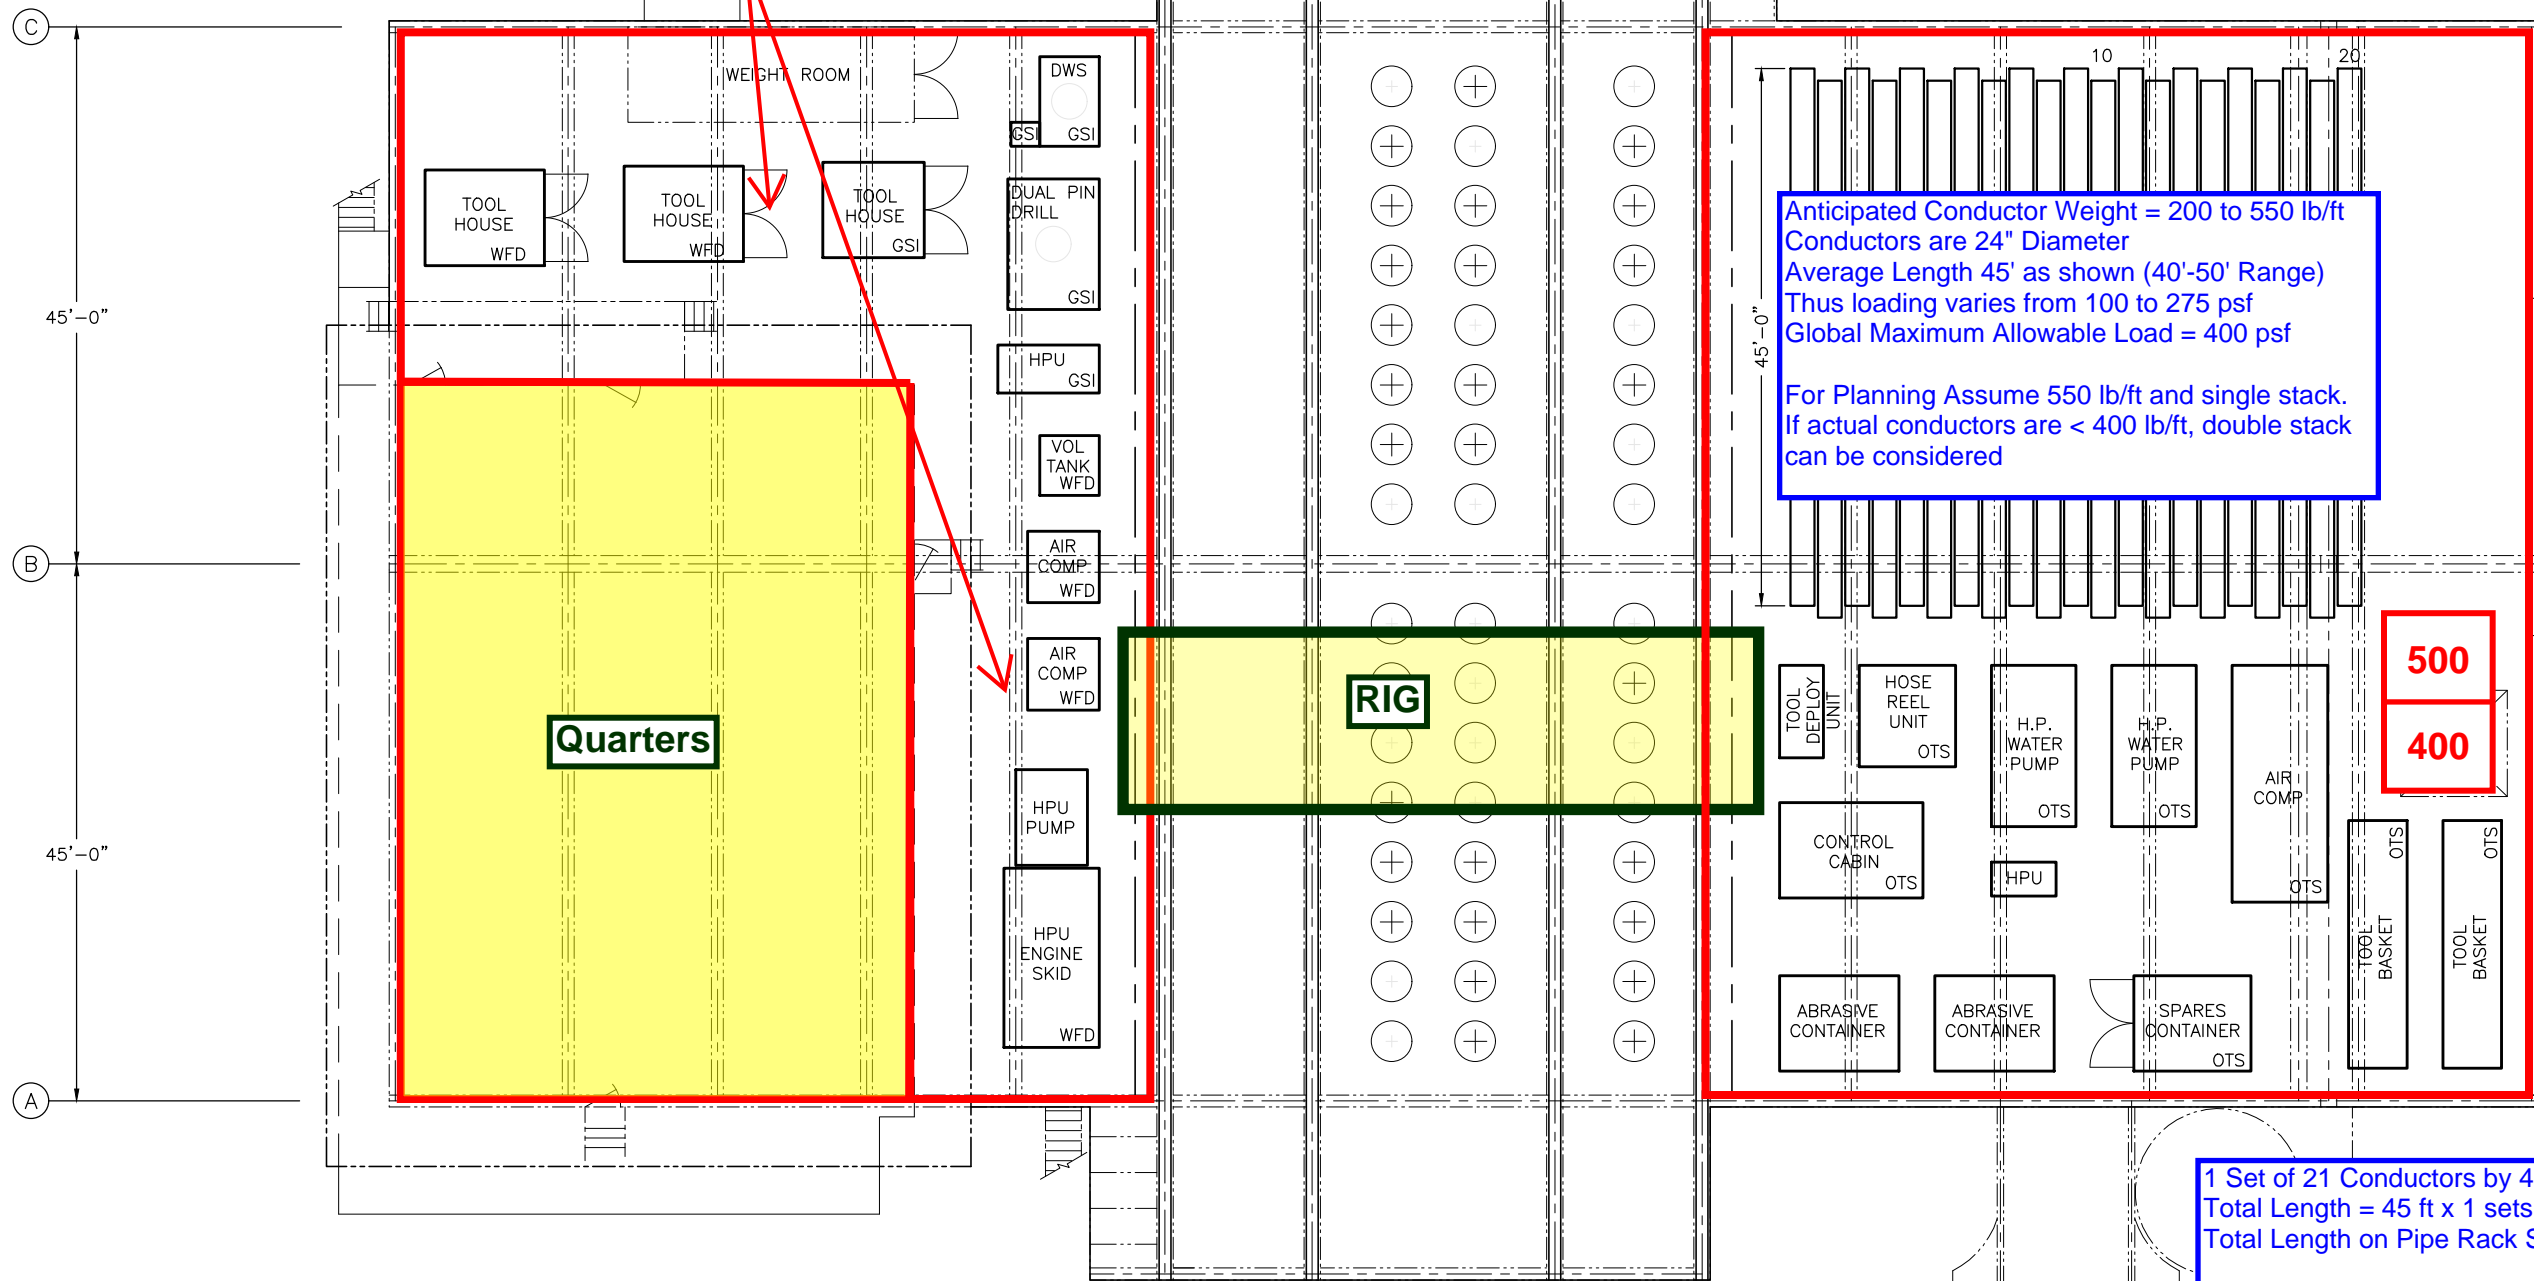 C
45'-0"
B
45'-0"
A
WEIGHT ROOM
TOOL
HOUSE
WFD
TOOL
HOUSE
WFD
TOOL
HOUSE
GSI
DWS
GSI
GSI
DUAL PIN
DRILL
GSI
HPU
GSI
VOL
TANK
WFD
AIR
COMP
WFD
AIR
COMP
WFD
HPU
PUMP
HPU
ENGINE
SKID
WFD
Quarters
RIG
10
20
45'-0"
Anticipated Conductor Weight = 200 to 550 lb/ft
Conductors are 24" Diameter
Average Length 45' as shown (40'-50' Range)
Thus loading varies from 100 to 275 psf
Global Maximum Allowable Load = 400 psf
For Planning Assume 550 lb/ft and single stack.
If actual conductors are < 400 lb/ft, double stack
can be considered
500
400
TOOL
DEPLOY
UNIT
HOSE
REEL
UNIT
OTS
H.P.
WATER
PUMP
OTS
H.P.
WATER
PUMP
OTS
AIR
COMP
OTS
CONTROL
CABIN
OTS
HPU
TOOL
BASKET
OTS
TOOL
BASKET
OTS
ABRASIVE
CONTAINER
ABRASIVE
CONTAINER
SPARES
CONTAINER
OTS
1 Set of 21 Conductors by 4
Total Length = 45 ft x 1 sets
Total Length on Pipe Rack S